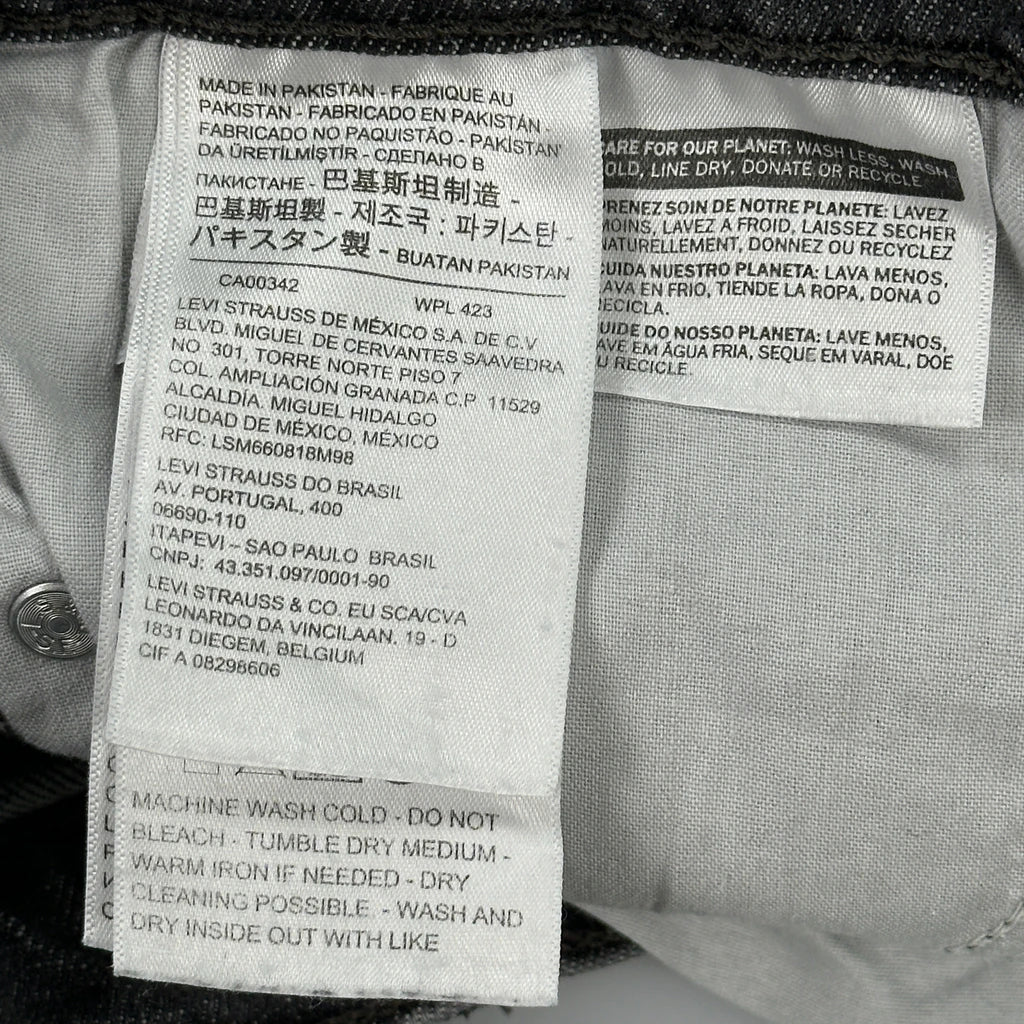 MADE IN PAKISTAN - FABRIQUE AU
PAKISTAN - FABRICADO EN PAKISTÁN -
FABRICADO NO PAQUISTÃO - PAKİSTAN'
DA ÜRETİLMİŞTİR - СДЕЛАНО В
ПАКИСТАНЕ - 巴基斯坦制造 -
巴基斯坦製 - 제조국 : 파키스탄 -
パキスタン製 - BUATAN PAKISTAN
CA00342 WPL 423
LEVI STRAUSS DE MÉXICO S.A. DE C.V
BLVD. MIGUEL DE CERVANTES SAAVEDRA
NO. 301, TORRE NORTE PISO 7
COL. AMPLIACIÓN GRANADA C.P 11529
ALCALDÍA. MIGUEL HIDALGO
CIUDAD DE MÉXICO, MÉXICO
RFC: LSM660818M98
LEVI STRAUSS DO BRASIL
AV. PORTUGAL, 400
06690-110
ITAPEVI – SAO PAULO BRASIL
CNPJ: 43.351.097/0001-90
LEVI STRAUSS & CO. EU SCA/CVA
LEONARDO DA VINCILAAN. 19 - D
1831 DIEGEM, BELGIUM
CIF A 08298606
MACHINE WASH COLD - DO NOT
BLEACH - TUMBLE DRY MEDIUM -
WARM IRON IF NEEDED - DRY
CLEANING POSSIBLE - WASH AND
DRY INSIDE OUT WITH LIKE
ARE FOR OUR PLANET: WASH LESS, WASH
OLD, LINE DRY, DONATE OR RECYCLE
PRENEZ SOIN DE NOTRE PLANETE: LAVEZ
MOINS, LAVEZ A FROID, LAISSEZ SECHER
NATURELLEMENT, DONNEZ OU RECYCLEZ
CUIDA NUESTRO PLANETA: LAVA MENOS,
LAVA EN FRIO, TIENDE LA ROPA, DONA O
RECICLA.
UIDE DO NOSSO PLANETA: LAVE MENOS,
AVE EM ÁGUA FRIA, SEQUE EM VARAL, DOE
U RECICLE.